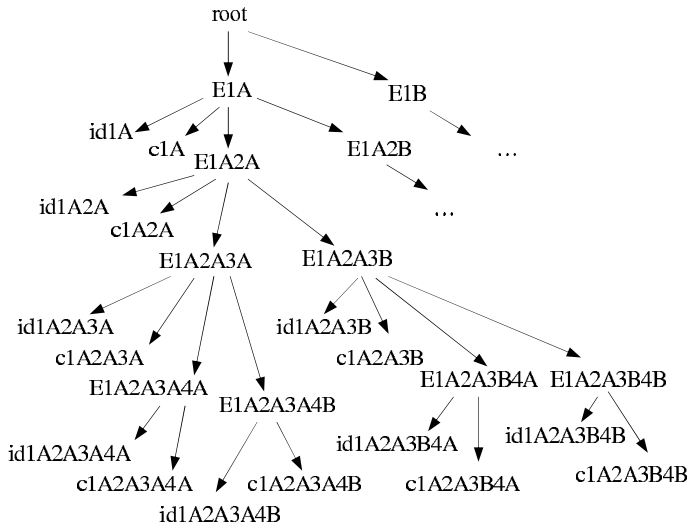 root
E1A
E1B
id1A
c1A
E1A2A
E1A2B
...
id1A2A
c1A2A
...
E1A2A3A
E1A2A3B
id1A2A3A
c1A2A3A
id1A2A3B
c1A2A3B
E1A2A3A4A
E1A2A3A4B
E1A2A3B4A
E1A2A3B4B
id1A2A3A4A
c1A2A3A4A
id1A2A3A4B
c1A2A3A4B
id1A2A3B4A
c1A2A3B4A
id1A2A3B4B
c1A2A3B4B